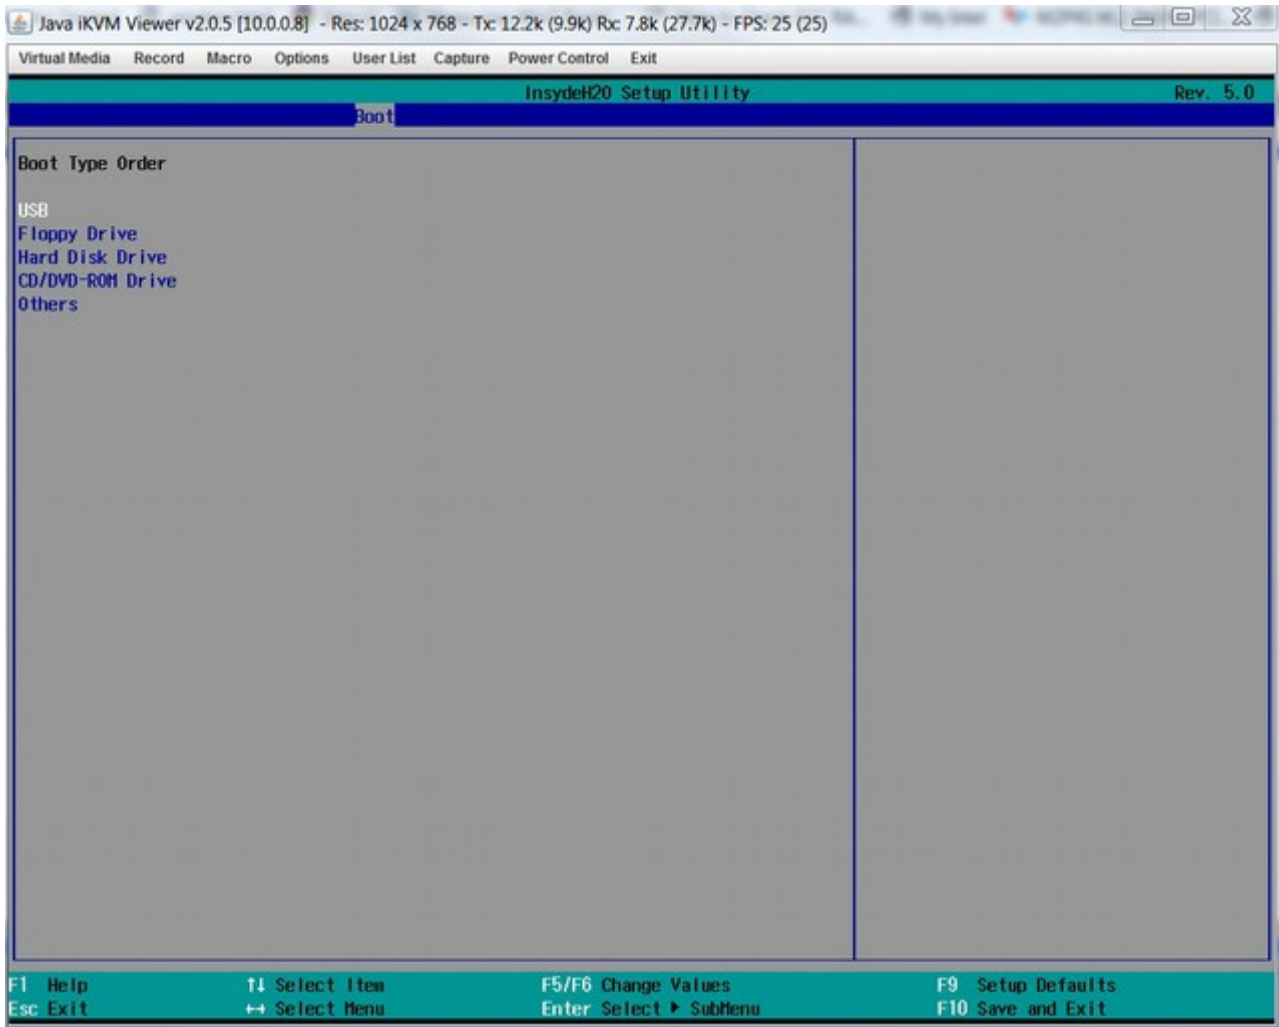 Java iKVM Viewer v2.0.5 [10.0.0.8] - Res: 1024 x 768 - Tx: 12.2k (9.9k) Rx: 7.8k (27.7k) - FPS: 25 (25)
Virtual Media Record Macro Options User List Capture Power Control Exit
InsydeH20 Setup Utility Rev. 5.0
Boot
Boot Type Order
USB
Floppy Drive
Hard Disk Drive
CD/DVD-ROM Drive
Others
F1 Help ↑↓ Select Item F5/F6 Change Values F9 Setup Defaults
Esc Exit ↔ Select Menu Enter Select ▶ SubMenu F10 Save and Exit